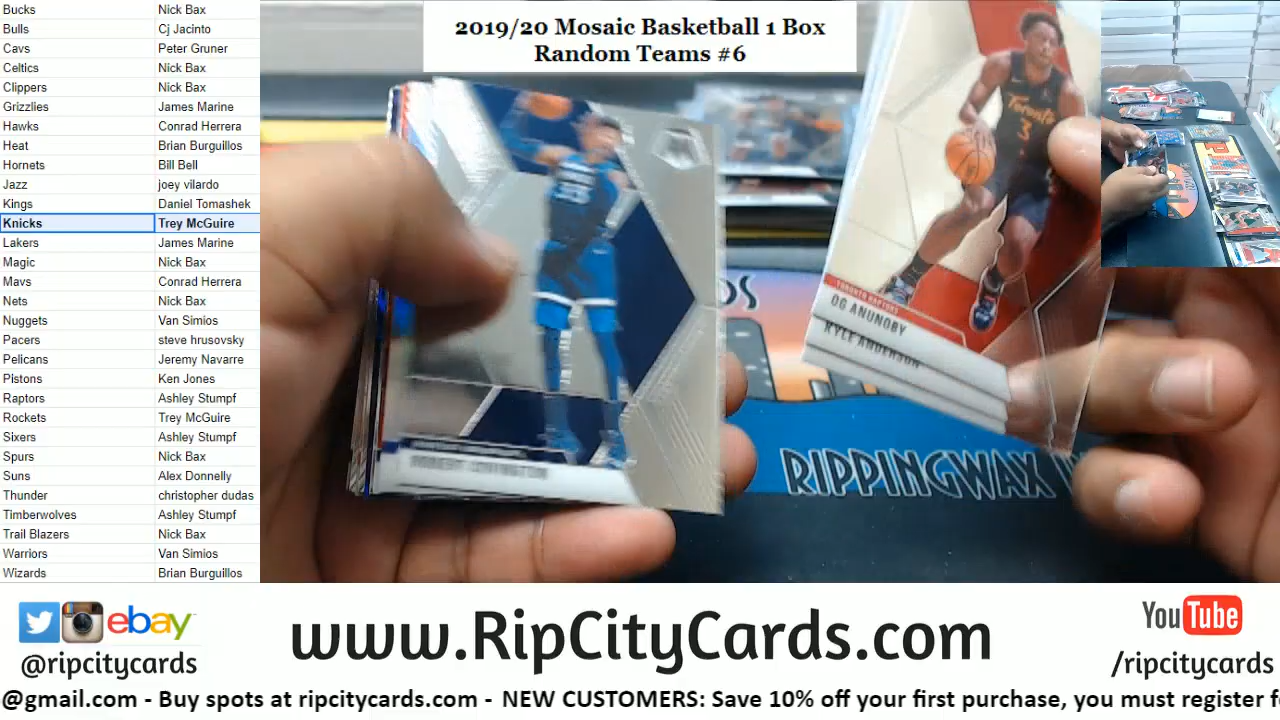 Bucks Nick Bax
Bulls Cj Jacinto
Cavs Peter Gruner
Celtics Nick Bax
Clippers Nick Bax
Grizzlies James Marine
Hawks Conrad Herrera
Heat Brian Burguillos
Hornets Bill Bell
Jazz joey vilardo
Kings Daniel Tomashek
Knicks Trey McGuire
Lakers James Marine
Magic Nick Bax
Mavs Conrad Herrera
Nets Nick Bax
Nuggets Van Simios
Pacers steve hrusovsky
Pelicans Jeremy Navarre
Pistons Ken Jones
Raptors Ashley Stumpf
Rockets Trey McGuire
Sixers Ashley Stumpf
Spurs Nick Bax
Suns Alex Donnelly
Thunder christopher dudas
Timberwolves Ashley Stumpf
Trail Blazers Nick Bax
Warriors Van Simios
Wizards Brian Burguillos
2019/20 Mosaic Basketball 1 Box
Random Teams #6
Toronto
3
TORONTO RAPTORS
OG ANUNOBY
KYLE ANDERSON
33
ROBERT COVINGTON
RIPPINGWAX
ebay
@ripcitycards
www.RipCityCards.com
YouTube
/ripcitycards
@gmail.com - Buy spots at ripcitycards.com - NEW CUSTOMERS: Save 10% off your first purchase, you must register f